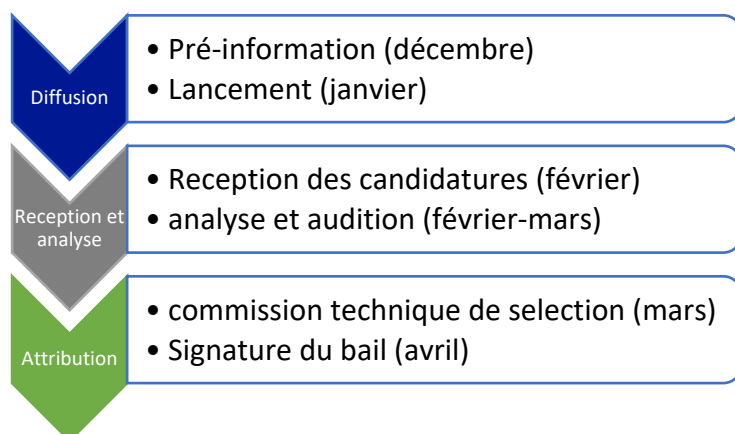 Diffusion
• Pré-information (décembre)
• Lancement (janvier)
Reception et
analyse
• Reception des candidatures (février)
• analyse et audition (février-mars)
Attribution
• commission technique de selection (mars)
• Signature du bail (avril)